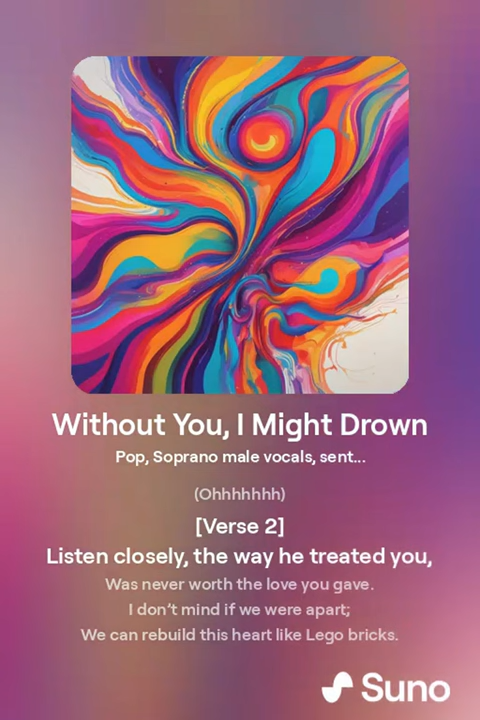 Without You, I Might Drown
Pop, Soprano male vocals, sent...
(Ohhhhhhh)
[Verse 2]
Listen closely, the way he treated you,
Was never worth the love you gave.
I don't mind if we were apart;
We can rebuild this heart like Lego bricks.
Suno